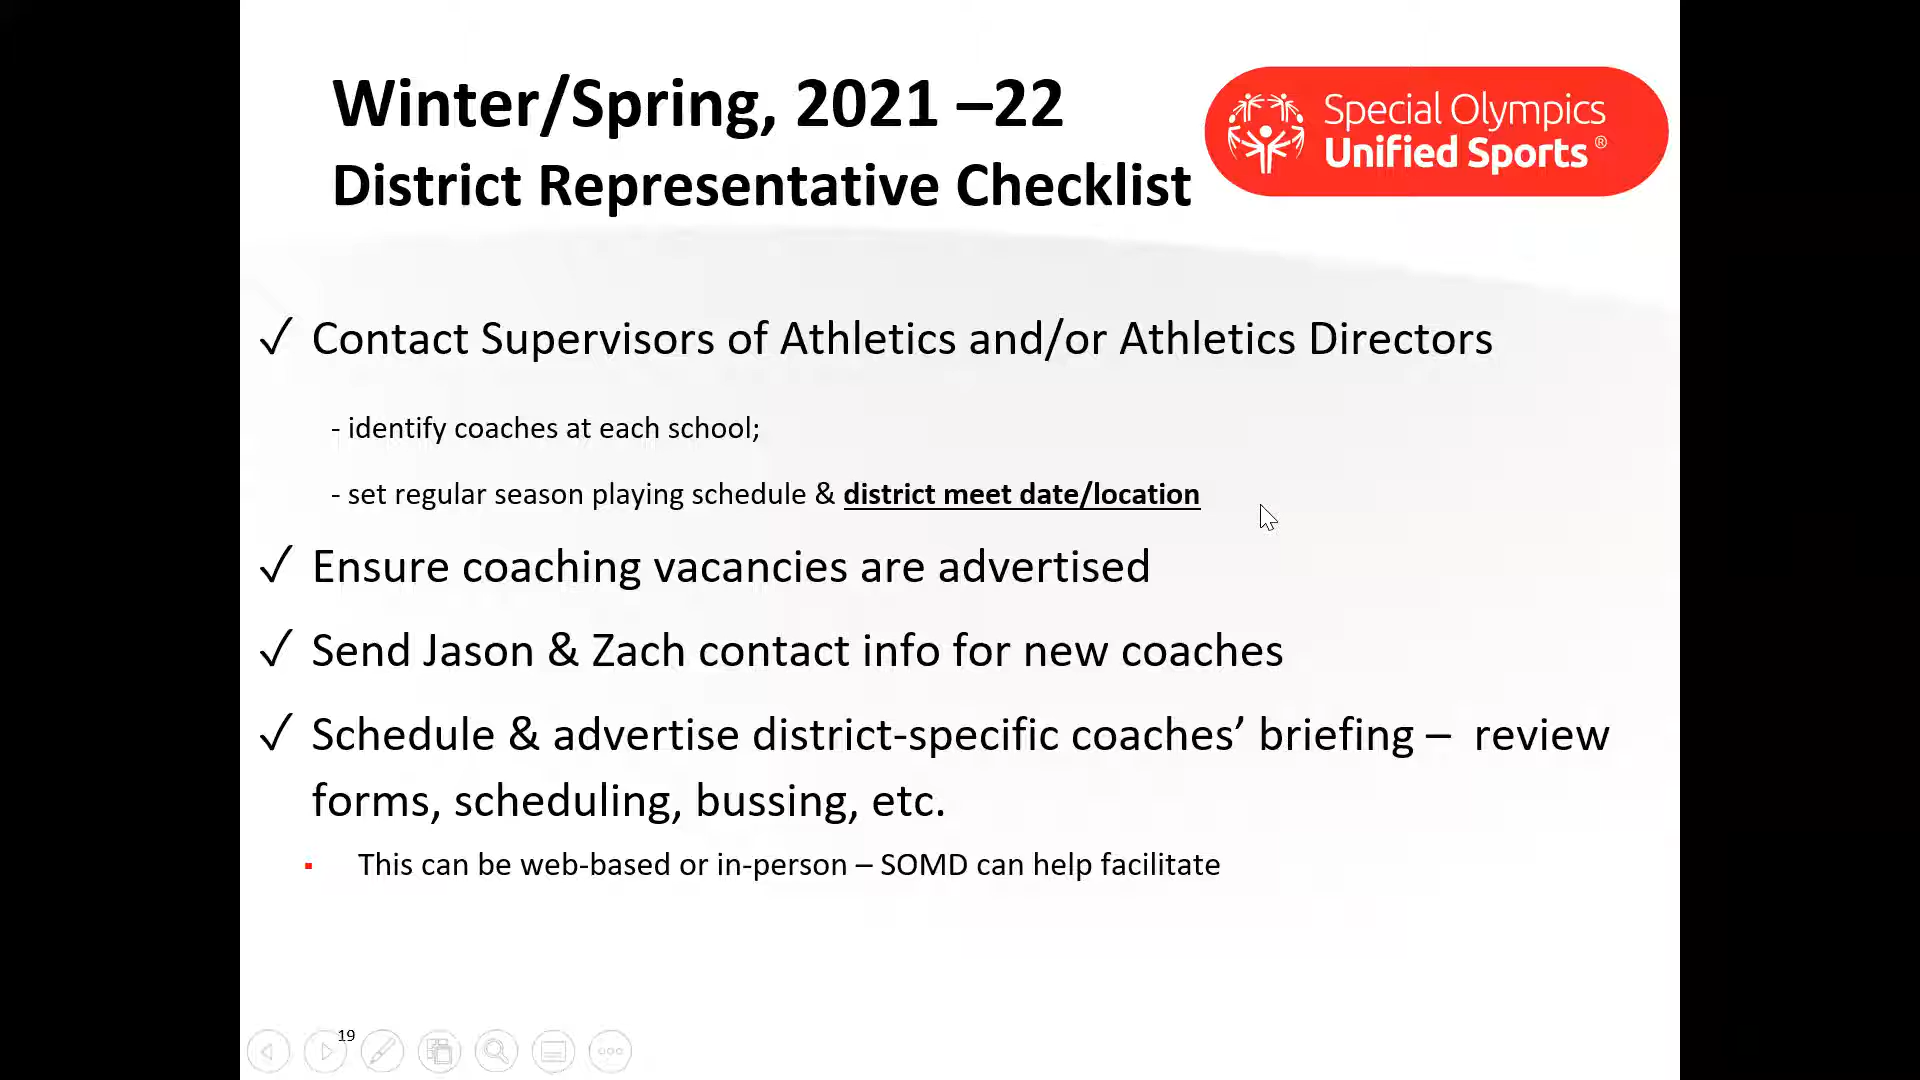 Winter/Spring, 2021 –22
District Representative Checklist
Special Olympics
Unified Sports ®
✓ Contact Supervisors of Athletics and/or Athletics Directors
- identify coaches at each school;
- set regular season playing schedule & district meet date/location
✓ Ensure coaching vacancies are advertised
✓ Send Jason & Zach contact info for new coaches
✓ Schedule & advertise district-specific coaches’ briefing – review
forms, scheduling, bussing, etc.
▪ This can be web-based or in-person – SOMD can help facilitate
19